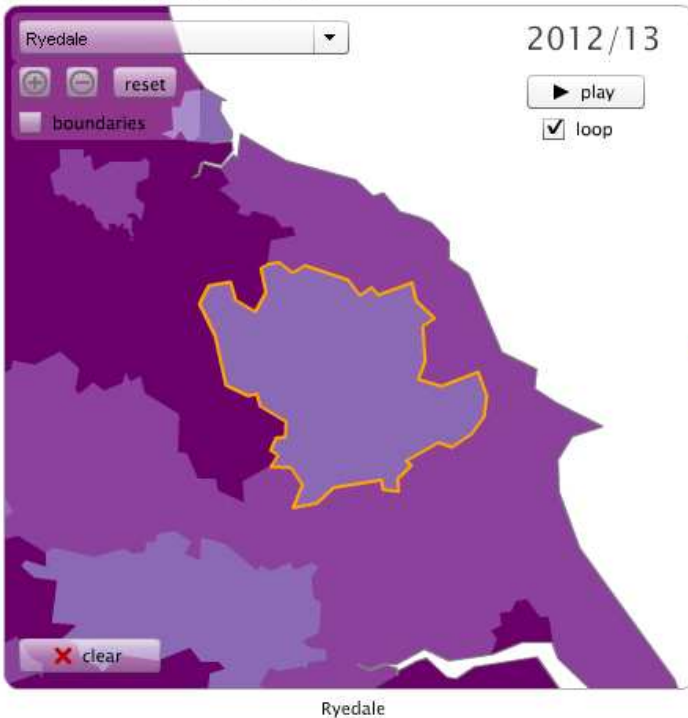 Ryedale
2012/13
reset
play
boundaries
loop
clear
Ryedale